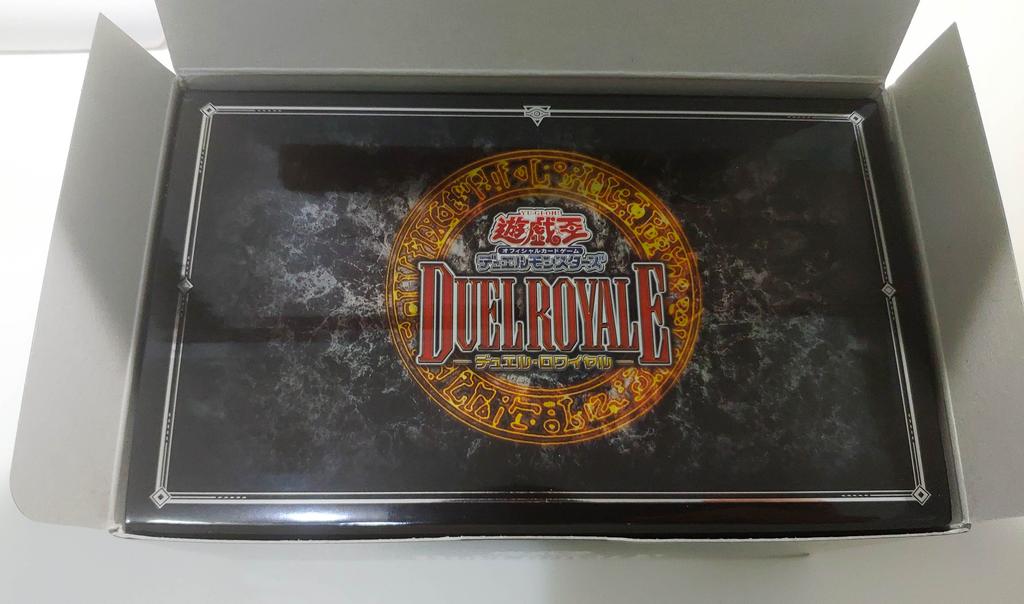 YU-GI-OH!
遊戯王
オフィシャルカードゲーム
デュエルモンスターズ
DUEL ROYALE
デュエル・ロワイヤル